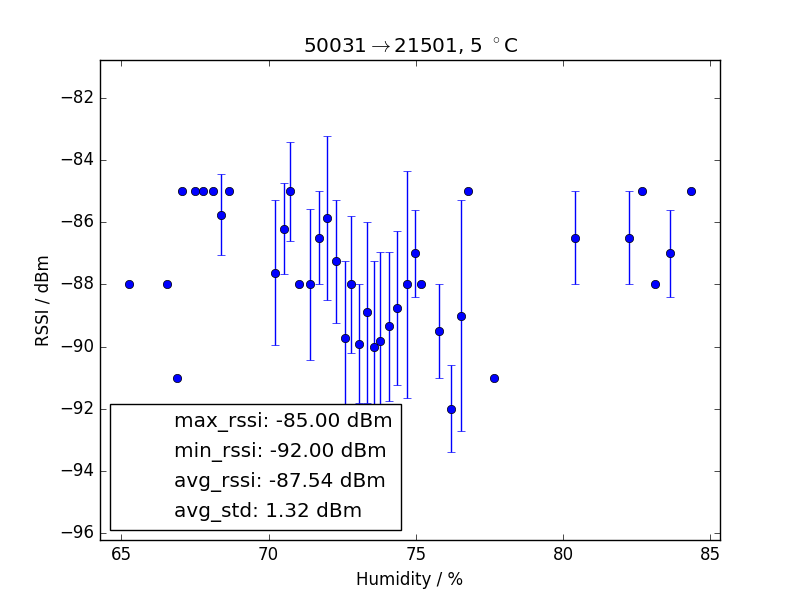 50031→21501, 5 °C
RSSI / dBm
−82
−84
−86
−88
−90
−92
−94
−96
max_rssi: -85.00 dBm
min_rssi: -92.00 dBm
avg_rssi: -87.54 dBm
avg_std: 1.32 dBm
65 70 75 80 85
Humidity / %